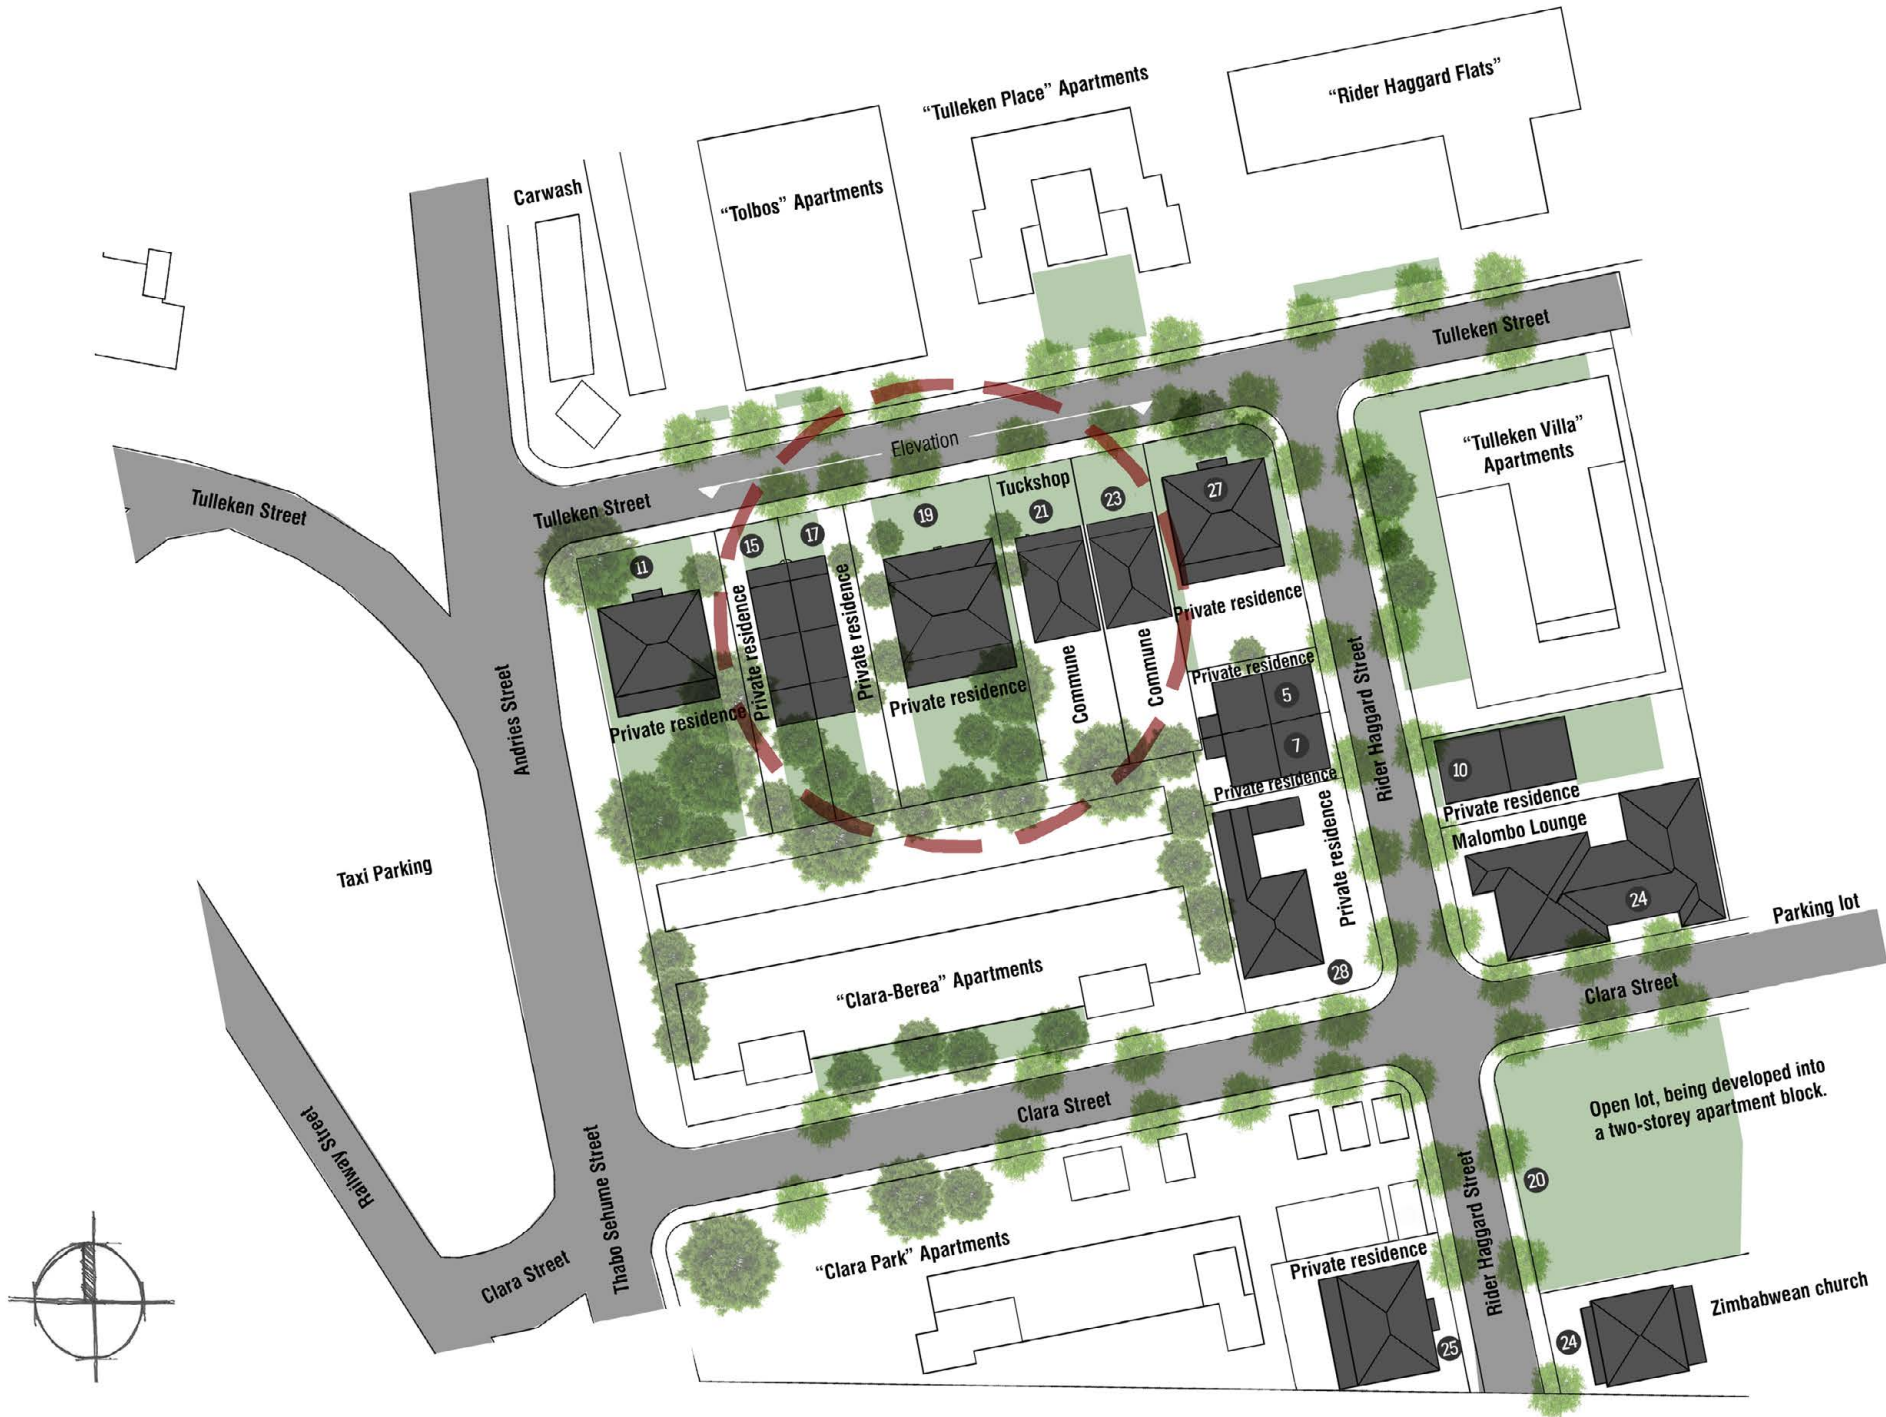 "Rider Haggard Flats"
"Tulleken Place" Apartments
Carwash
"Tolbos" Apartments
Tulleken Street
"Tulleken Villa"
Apartments
Elevation
Tulleken Street
Tulleken Street
Tuckshop
11
15
17
19
21
23
27
Private residence
Private residence
Private residence
Private residence
Commune
Commune
Private residence
Private residence
5
7
Private residence
Private residence
28
Andries Street
Rider Haggard Street
10
Private residence
Malombo Lounge
24
Parking lot
Taxi Parking
"Clara-Berea" Apartments
Clara Street
Clara Street
Open lot, being developed into
a two-storey apartment block.
20
Railway Street
Thabo Sehume Street
Clara Street
"Clara Park" Apartments
Private residence
25
Rider Haggard Street
24
Zimbabwean church